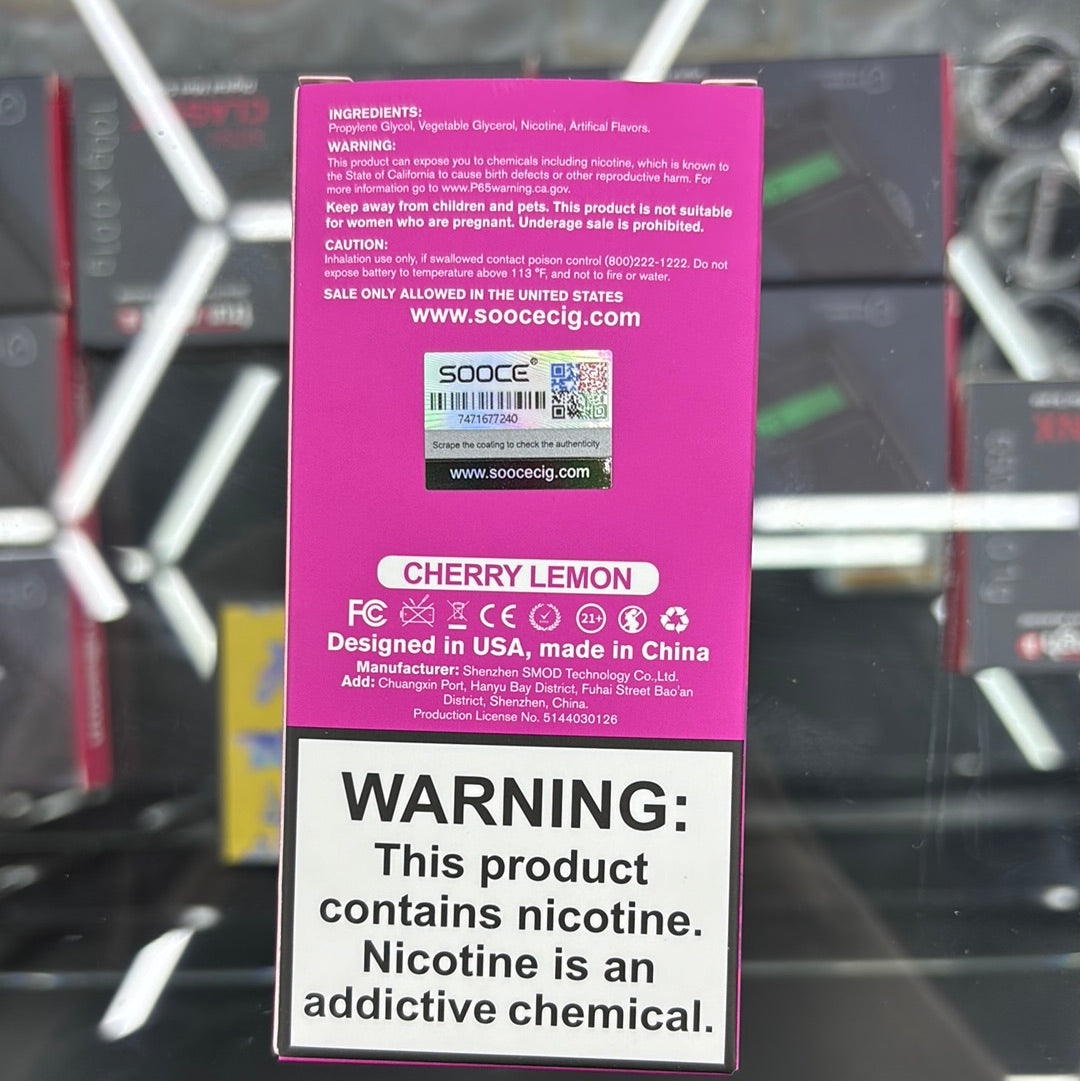 INGREDIENTS:
Propylene Glycol, Vegetable Glycerol, Nicotine, Artifical Flavors.
WARNING:
This product can expose you to chemicals including nicotine, which is known to
the State of California to cause birth defects or other reproductive harm. For
more information go to www.P65warning.ca.gov.
Keep away from children and pets. This product is not suitable
for women who are pregnant. Underage sale is prohibited.
CAUTION:
Inhalation use only, if swallowed contact poison control (800)222-1222. Do not
expose battery to temperature above 113 °F, and not to fire or water.
SALE ONLY ALLOWED IN THE UNITED STATES
www.soocecig.com
SOOCE®
7471677240
Scrape the coating to check the authenticity
www.soocecig.com
CHERRY LEMON
FC CE 21+
Designed in USA, made in China
Manufacturer: Shenzhen SMOD Technology Co.,Ltd.
Add: Chuangxin Port, Hanyu Bay District, Fuhai Street Bao'an
District, Shenzhen, China.
Production License No. 5144030126
WARNING:
This product
contains nicotine.
Nicotine is an
addictive chemical.